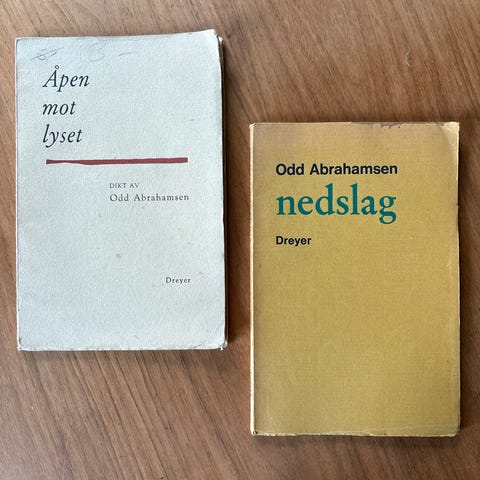 Åpen
mot
lyset
DIKT AV
Odd Abrahamsen
Dreyer
Odd Abrahamsen
nedslag
Dreyer